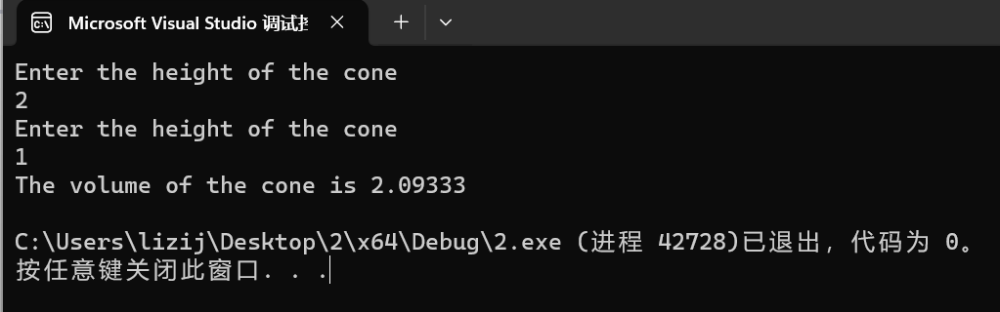 Microsoft Visual Studio 调试
Enter the height of the cone
2
Enter the height of the cone
1
The volume of the cone is 2.09333
C:\Users\lizij\Desktop\2\x64\Debug\2.exe (进程 42728)已退出，代码为 0。
按任意键关闭此窗口. . .